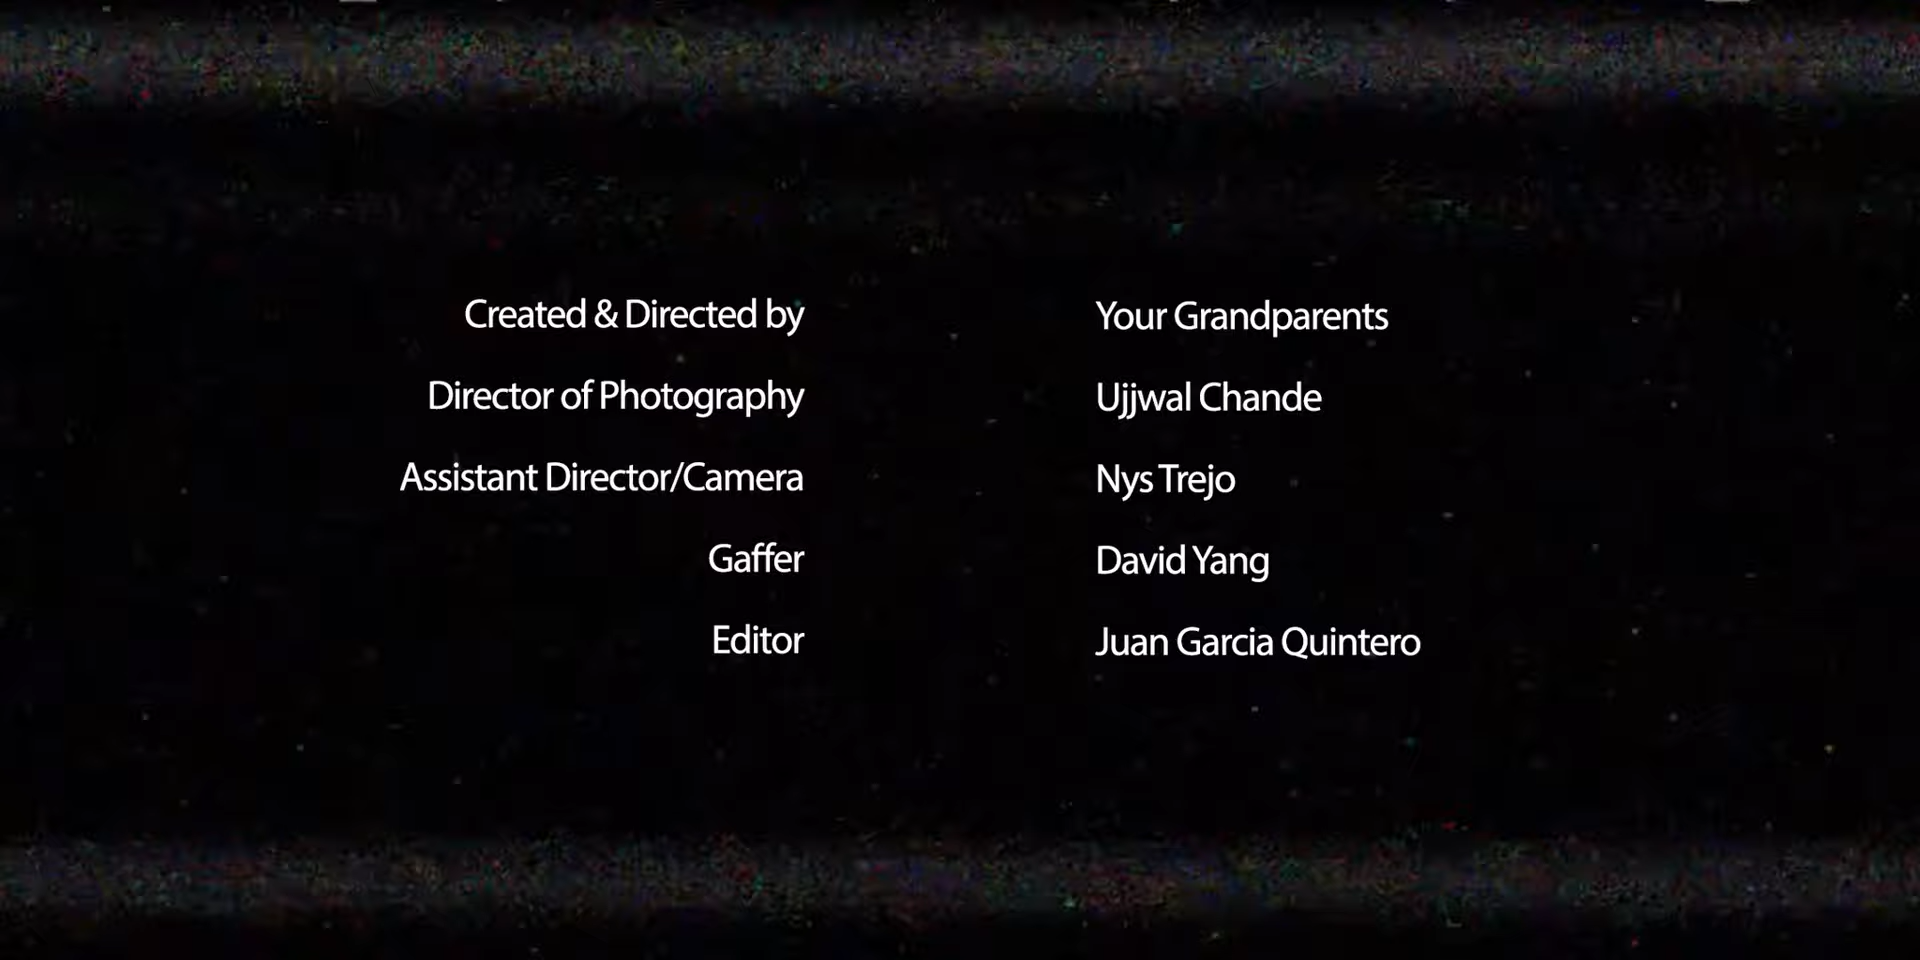 Created & Directed by Your Grandparents
Director of Photography Ujjwal Chande
Assistant Director/Camera Nys Trejo
Gaffer David Yang
Editor Juan Garcia Quintero